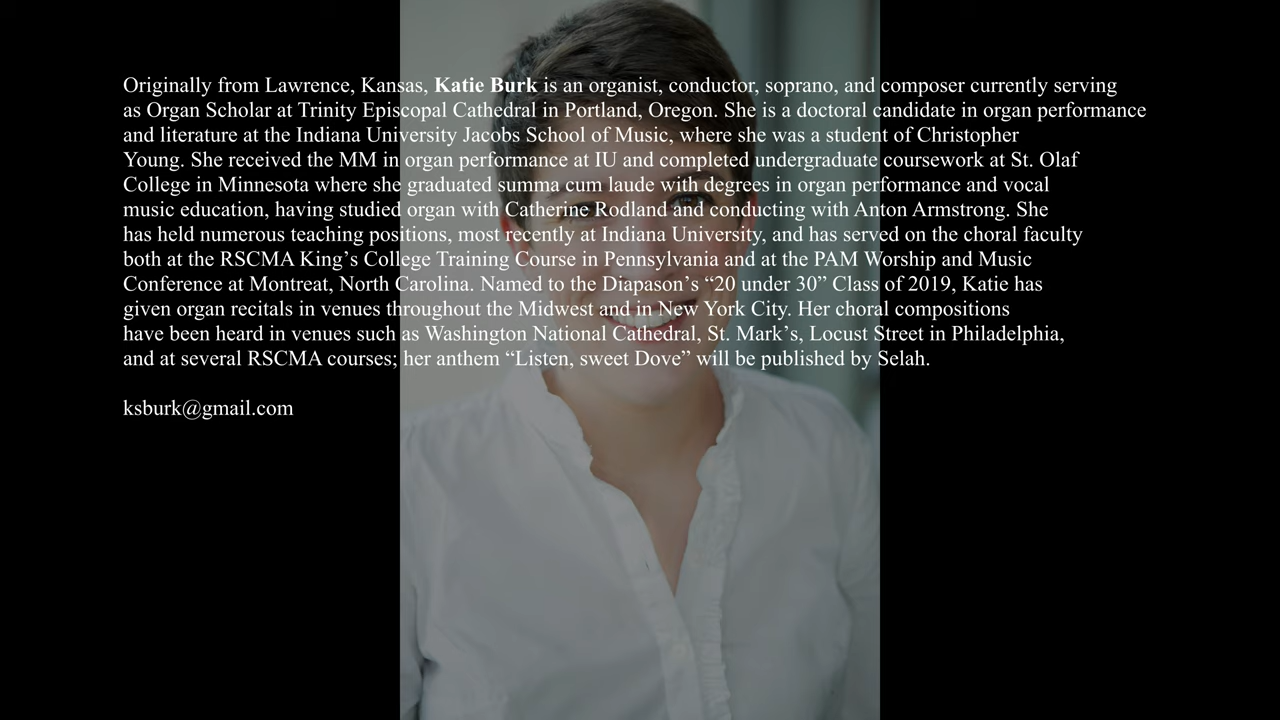 Originally from Lawrence, Kansas, Katie Burk is an organist, conductor, soprano, and composer currently serving
as Organ Scholar at Trinity Episcopal Cathedral in Portland, Oregon. She is a doctoral candidate in organ performance
and literature at the Indiana University Jacobs School of Music, where she was a student of Christopher
Young. She received the MM in organ performance at IU and completed undergraduate coursework at St. Olaf
College in Minnesota where she graduated summa cum laude with degrees in organ performance and vocal
music education, having studied organ with Catherine Rodland and conducting with Anton Armstrong. She
has held numerous teaching positions, most recently at Indiana University, and has served on the choral faculty
both at the RSCMA King’s College Training Course in Pennsylvania and at the PAM Worship and Music
Conference at Montreat, North Carolina. Named to the Diapason’s “20 under 30” Class of 2019, Katie has
given organ recitals in venues throughout the Midwest and in New York City. Her choral compositions
have been heard in venues such as Washington National Cathedral, St. Mark’s, Locust Street in Philadelphia,
and at several RSCMA courses; her anthem “Listen, sweet Dove” will be published by Selah.
ksburk@gmail.com